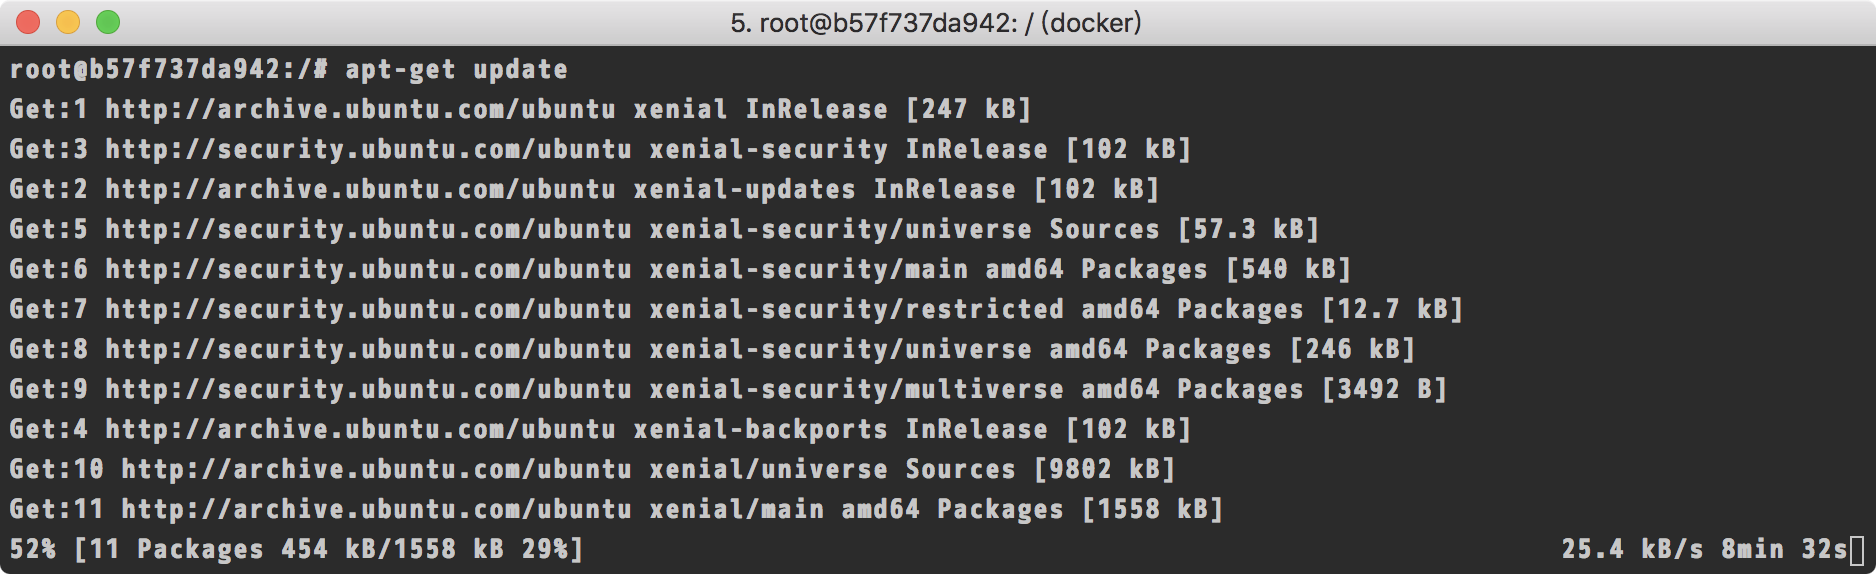 5. root@b57f737da942: / (docker)
root@b57f737da942:/# apt-get update
Get:1 http://archive.ubuntu.com/ubuntu xenial InRelease [247 kB]
Get:3 http://security.ubuntu.com/ubuntu xenial-security InRelease [102 kB]
Get:2 http://archive.ubuntu.com/ubuntu xenial-updates InRelease [102 kB]
Get:5 http://security.ubuntu.com/ubuntu xenial-security/universe Sources [57.3 kB]
Get:6 http://security.ubuntu.com/ubuntu xenial-security/main amd64 Packages [540 kB]
Get:7 http://security.ubuntu.com/ubuntu xenial-security/restricted amd64 Packages [12.7 kB]
Get:8 http://security.ubuntu.com/ubuntu xenial-security/universe amd64 Packages [246 kB]
Get:9 http://security.ubuntu.com/ubuntu xenial-security/multiverse amd64 Packages [3492 B]
Get:4 http://archive.ubuntu.com/ubuntu xenial-backports InRelease [102 kB]
Get:10 http://archive.ubuntu.com/ubuntu xenial/universe Sources [9802 kB]
Get:11 http://archive.ubuntu.com/ubuntu xenial/main amd64 Packages [1558 kB]
52% [11 Packages 454 kB/1558 kB 29%] 25.4 kB/s 8min 32s